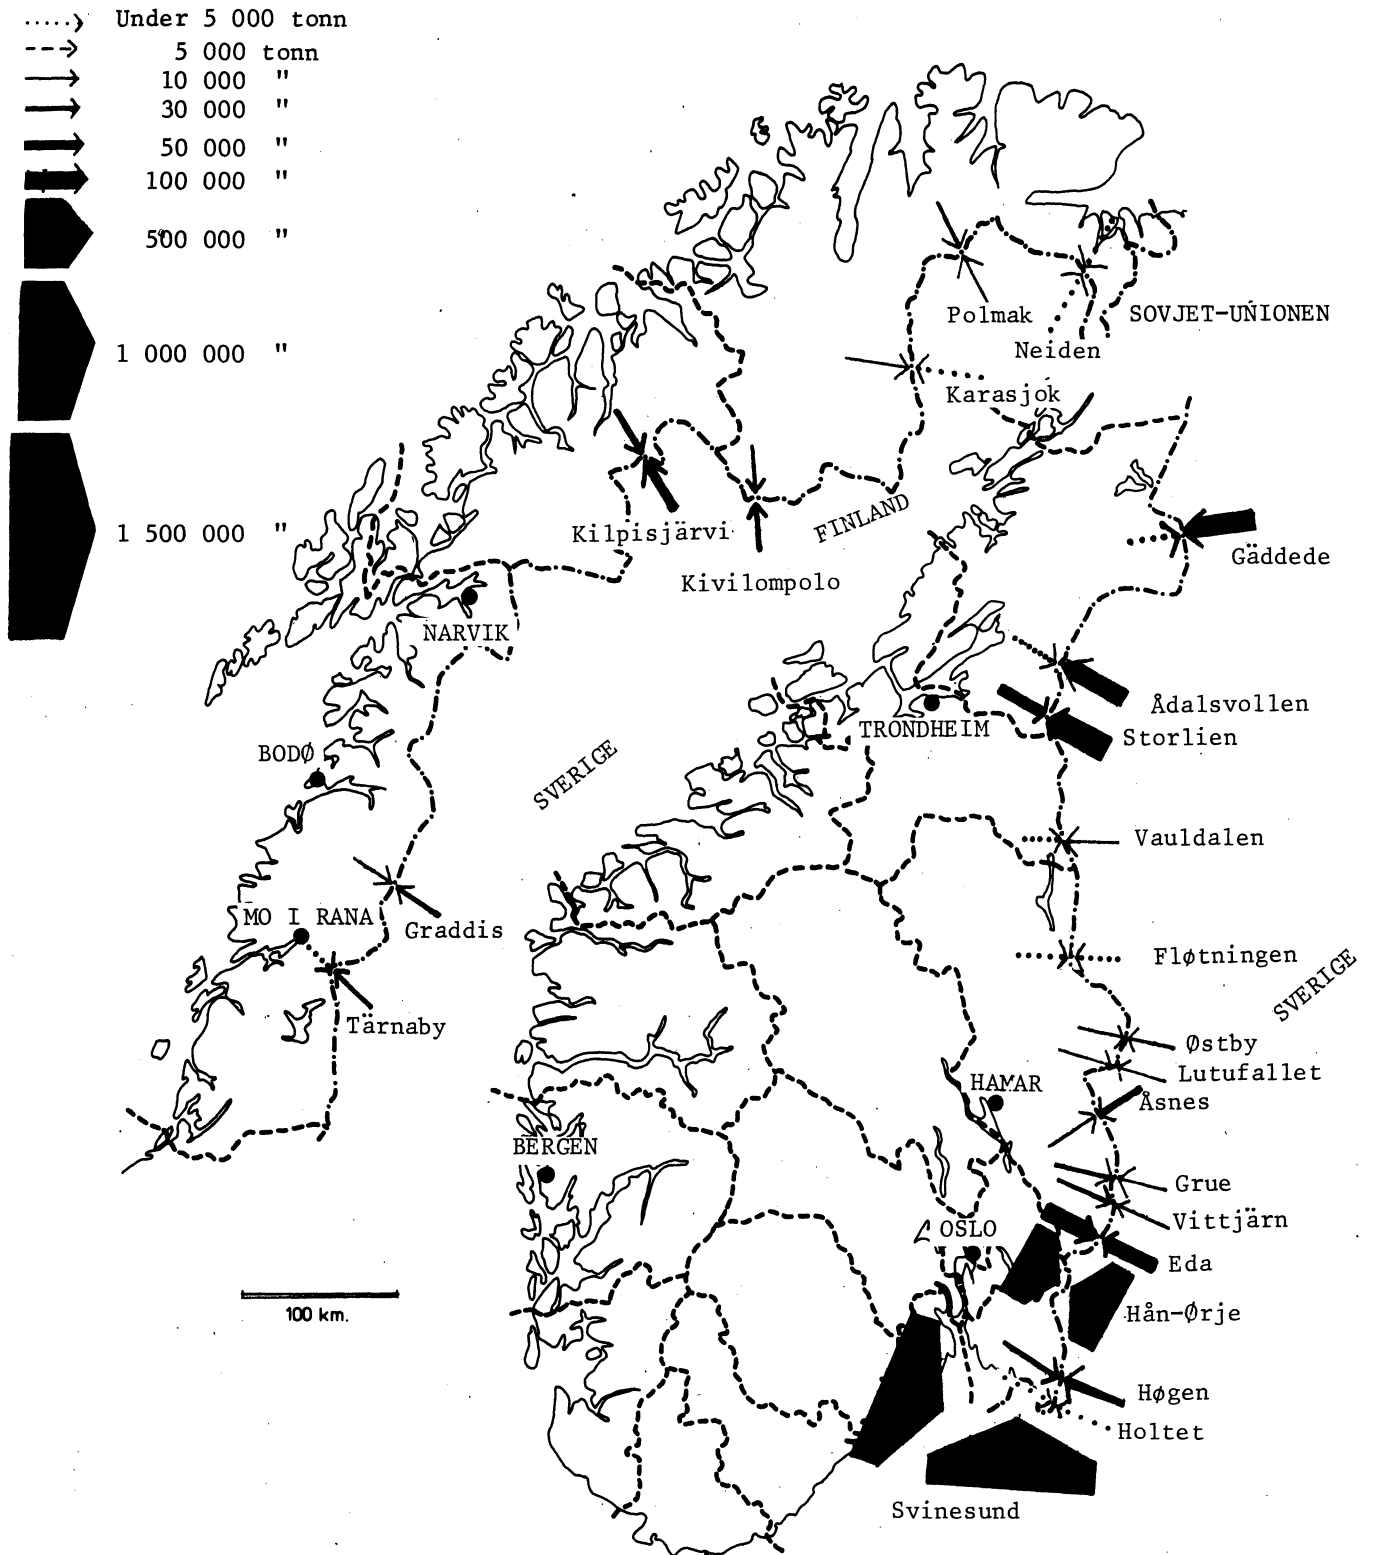 Under 5 000 tonn
5 000 tonn
10 000 "
30 000 "
50 000 "
100 000 "
500 000 "
1 000 000 "
1 500 000 "
Polmak
SOVJET-UNIONEN
Neiden
Karasjok
FINLAND
Kilpisjärvi
Gäddede
Kivilompolo
NARVIK
Ådalsvollen
TRONDHEIM
Storlien
BODØ
SVERIGE
Vauldalen
MO I RANA
Graddis
Fløtningen
SVERIGE
Tärnaby
Østby
Lutufallet
HAMAR
Åsnes
BERGEN
Grue
Vittjärn
OSLO
Eda
100 km.
Hån-Ørje
Høgen
Holtet
Svinesund